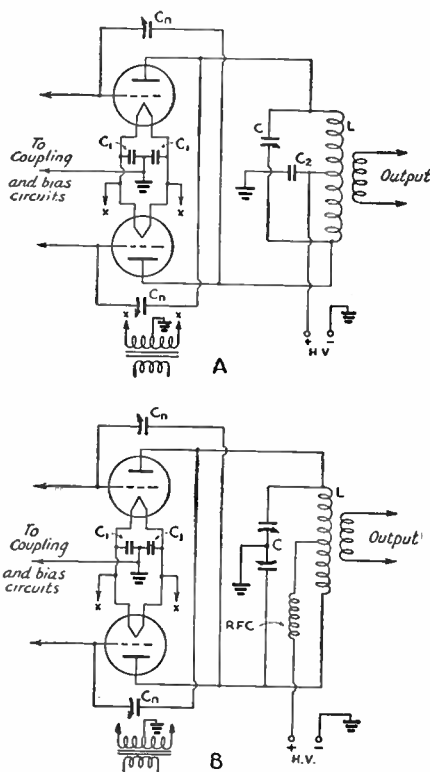 Cn
C₁ C₁
To
Coupling
and bias
circuits
x x
Cn
x x
C
C₂
L
Output
+ -
H.V.
A
Cn
C₁ C₁
To
Coupling
and bias
circuits
x x
Cn
C
L
Output
RFC
+ -
H.V.
B